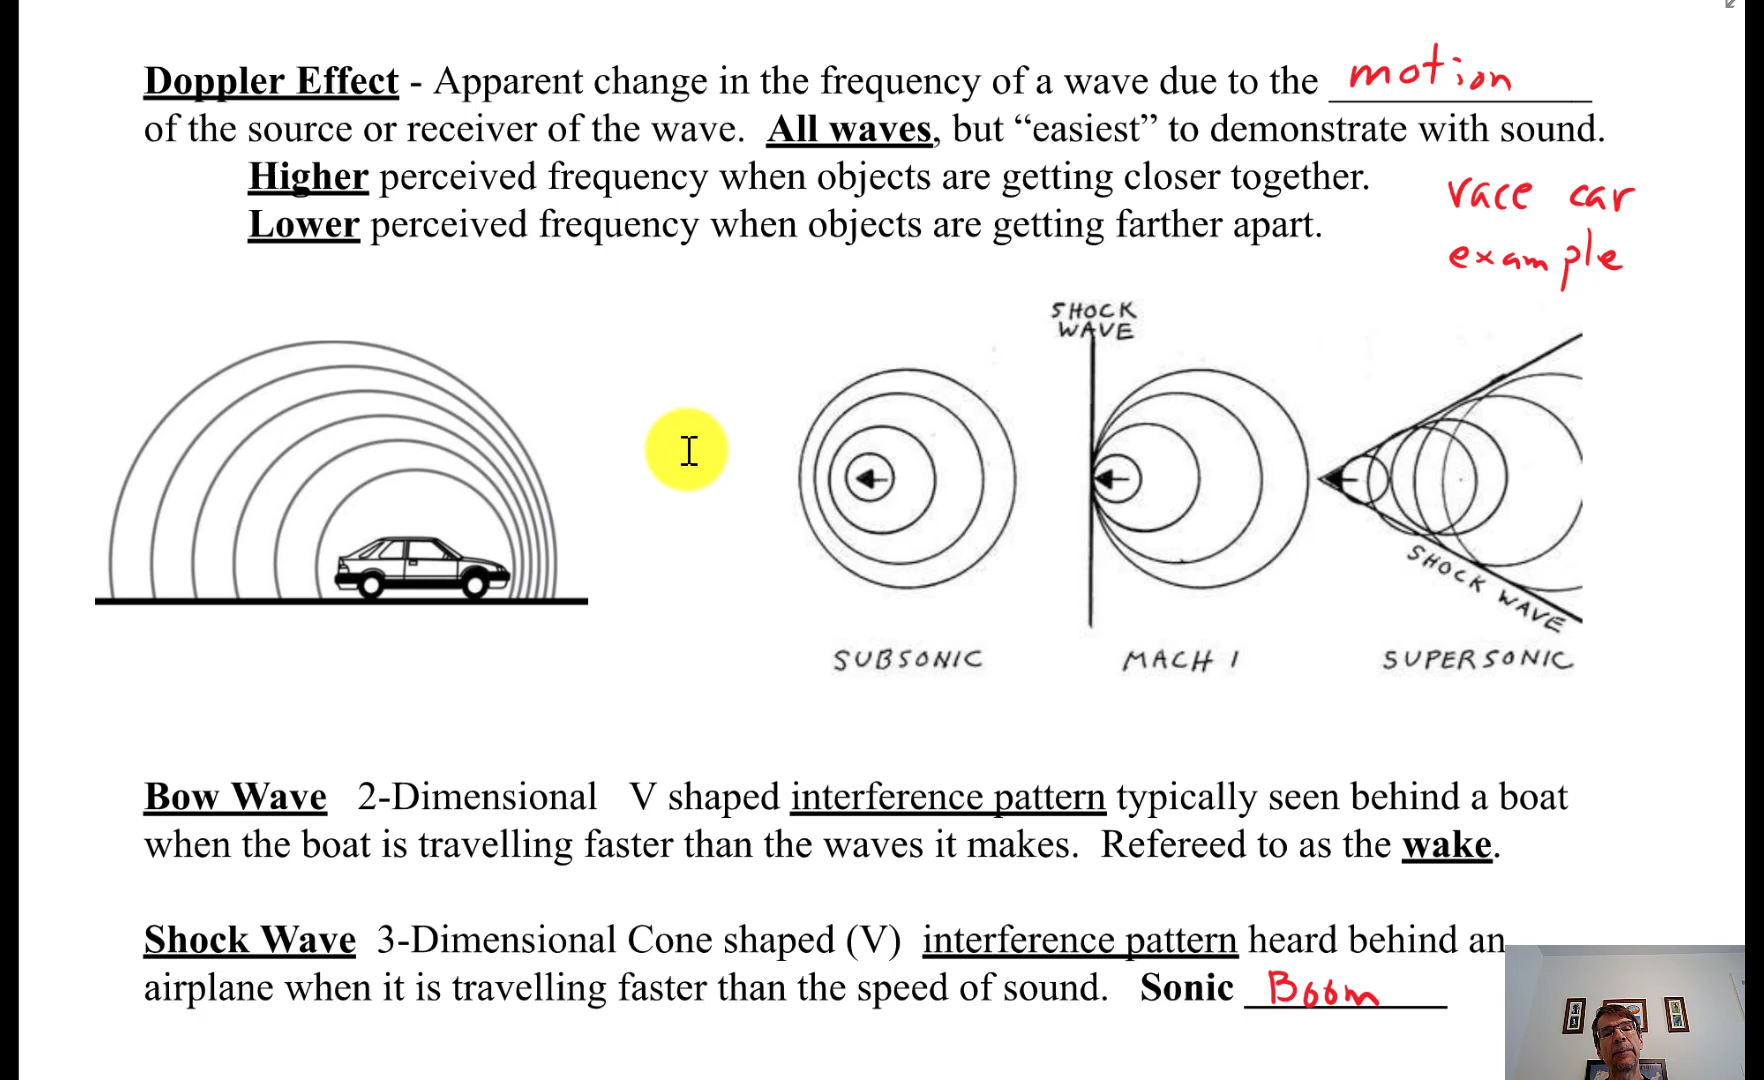 Doppler Effect - Apparent change in the frequency of a wave due to the motion
of the source or receiver of the wave. All waves, but “easiest” to demonstrate with sound.
Higher perceived frequency when objects are getting closer together.
Lower perceived frequency when objects are getting farther apart.
race car
example
SHOCK
WAVE
SHOCK WAVE
SUBSONIC
MACH 1
SUPERSONIC
Bow Wave 2-Dimensional V shaped interference pattern typically seen behind a boat
when the boat is travelling faster than the waves it makes. Refereed to as the wake.
Shock Wave 3-Dimensional Cone shaped (V) interference pattern heard behind an
airplane when it is travelling faster than the speed of sound. Sonic Boom